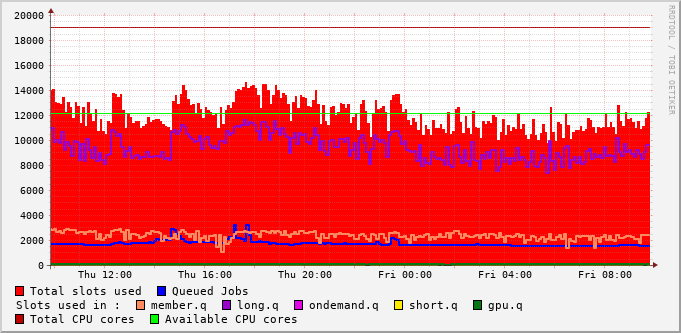 20000
18000
16000
14000
12000
10000
8000
6000
4000
2000
0
Thu 12:00 Thu 16:00 Thu 20:00 Fri 00:00 Fri 04:00 Fri 08:00
RRDTOOL / TOBI OETIKER
Total slots used Queued Jobs
Slots used in : member.q long.q ondemand.q short.q gpu.q
Total CPU cores Available CPU cores